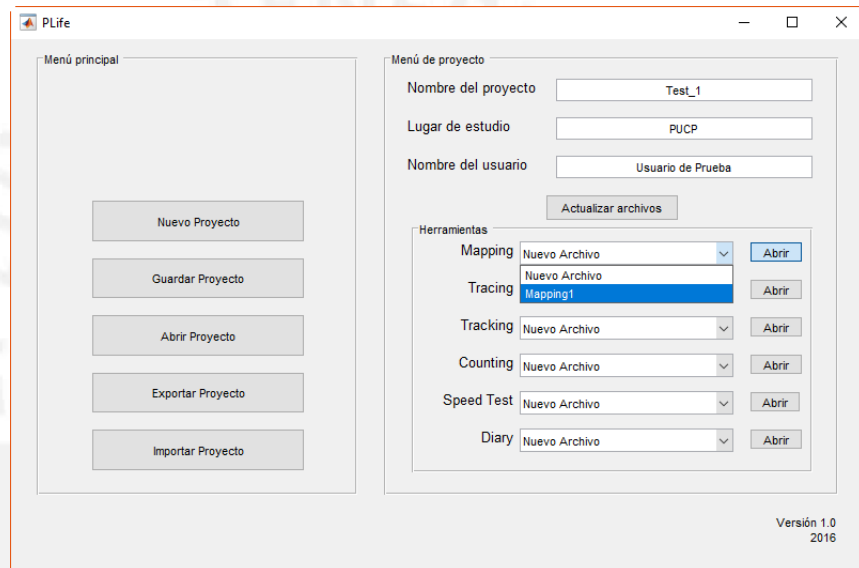 PLife
Menú principal
Nuevo Proyecto
Guardar Proyecto
Abrir Proyecto
Exportar Proyecto
Importar Proyecto
Menú de proyecto
Nombre del proyecto Test_1
Lugar de estudio PUCP
Nombre del usuario Usuario de Prueba
Actualizar archivos
Herramientas
Mapping Nuevo Archivo Abrir
Nuevo Archivo
Tracing Mapping1 Abrir
Tracking Nuevo Archivo Abrir
Counting Nuevo Archivo Abrir
Speed Test Nuevo Archivo Abrir
Diary Nuevo Archivo Abrir
Versión 1.0
2016